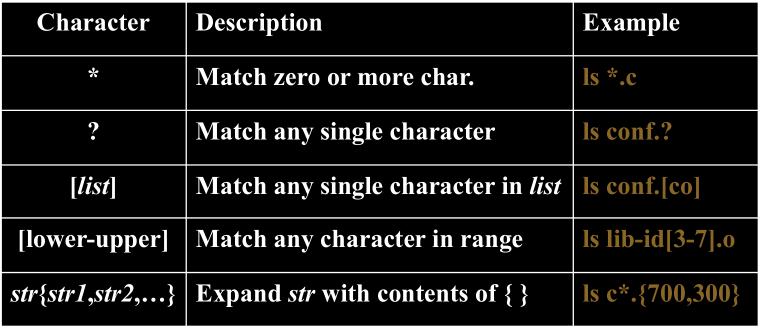 Character Description Example
* Match zero or more char. ls *.c
? Match any single character ls conf.?
[list] Match any single character in list ls conf.[co]
[lower-upper] Match any character in range ls lib-id[3-7].o
str{str1,str2,…} Expand str with contents of { } ls c*.{700,300}